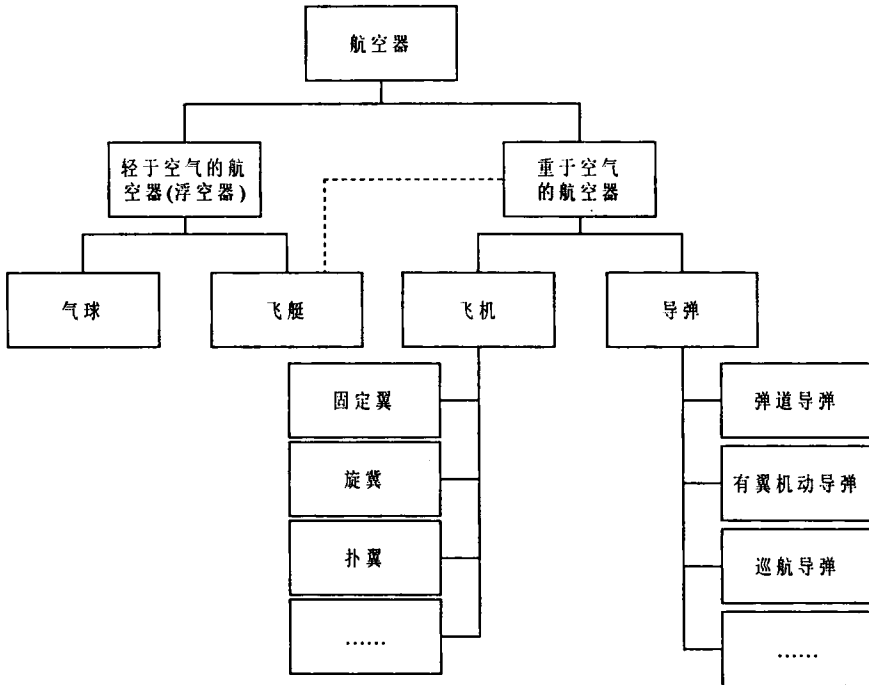 航空器
轻于空气的航
空器(浮空器)
重于空气
的航空器
气球
飞艇
飞机
导弹
固定翼
旋冀
扑翼
……
弹道导弹
有翼机动导弹
巡航导弹
……